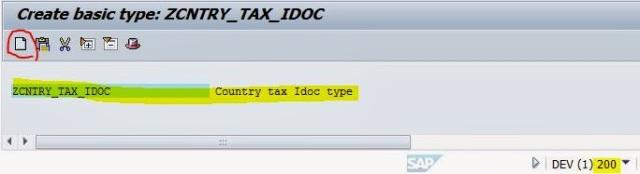 Create basic type: ZCNTRY_TAX_IDOC
ZCNTRY_TAX_IDOC Country tax Idoc type
SAP DEV (1) 200